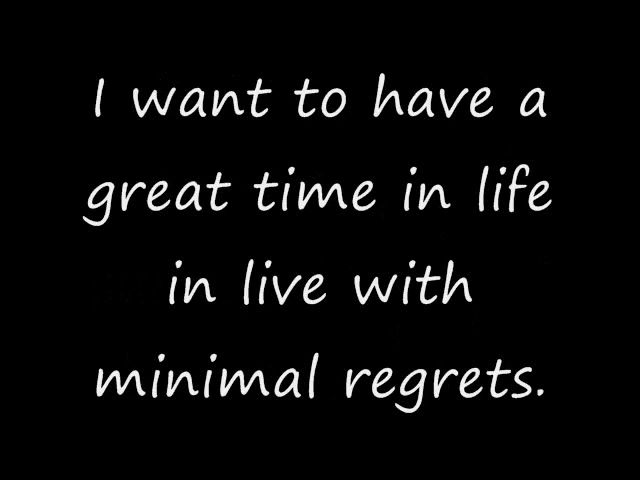 I want to have a
great time in life
in live with
minimal regrets.